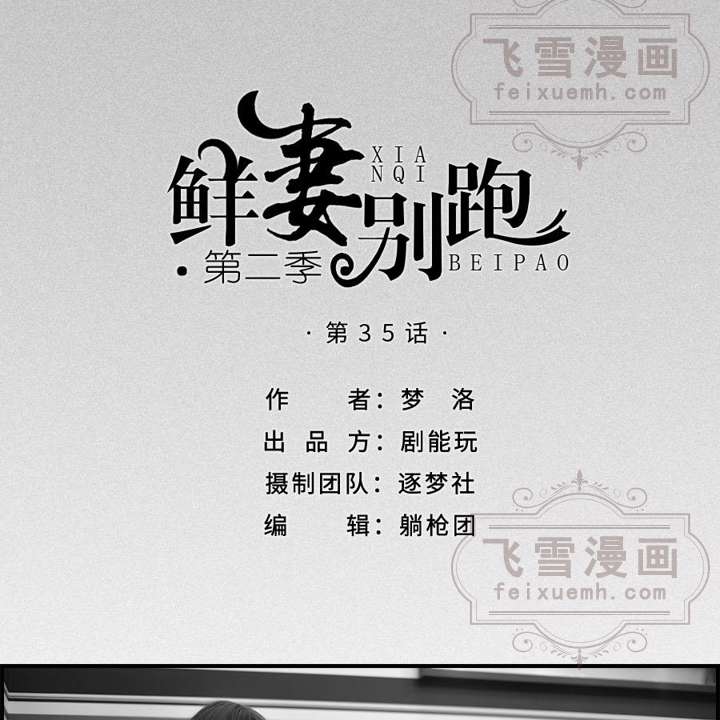 飞雪漫画
feixuemh.com
鲜妻别跑
XIA
NQI
BEIPAO
·第二季
·第35话·
作 者：梦 洛
出 品 方：剧能玩
摄制团队：逐梦社
编 辑：躺枪团
飞雪漫画
feixuemh.com